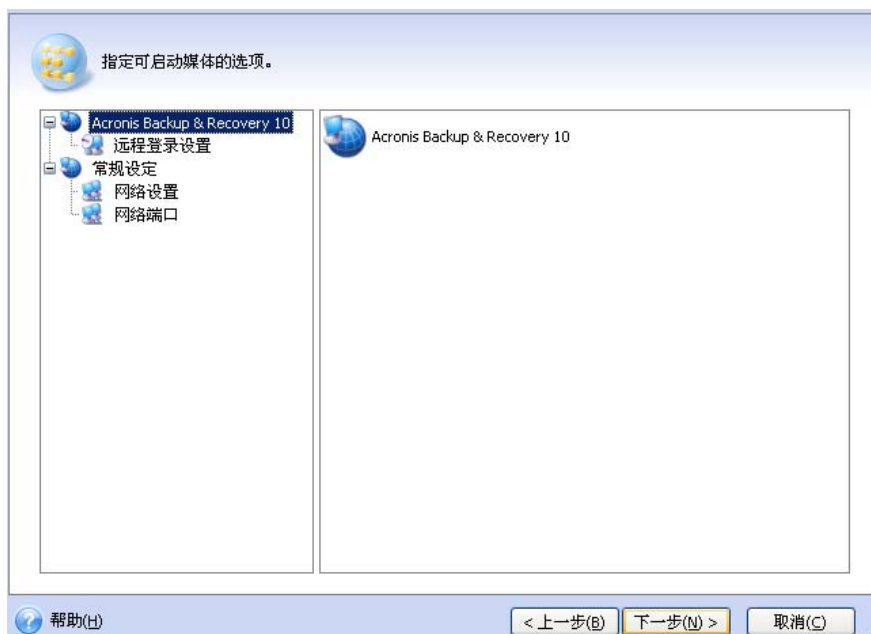 指定可启动媒体的选项。
Acronis Backup & Recovery 10
远程登录设置
常规设定
网络设置
网络端口
Acronis Backup & Recovery 10
帮助(H)
< 上一步(B)
下一步(N) >
取消(C)